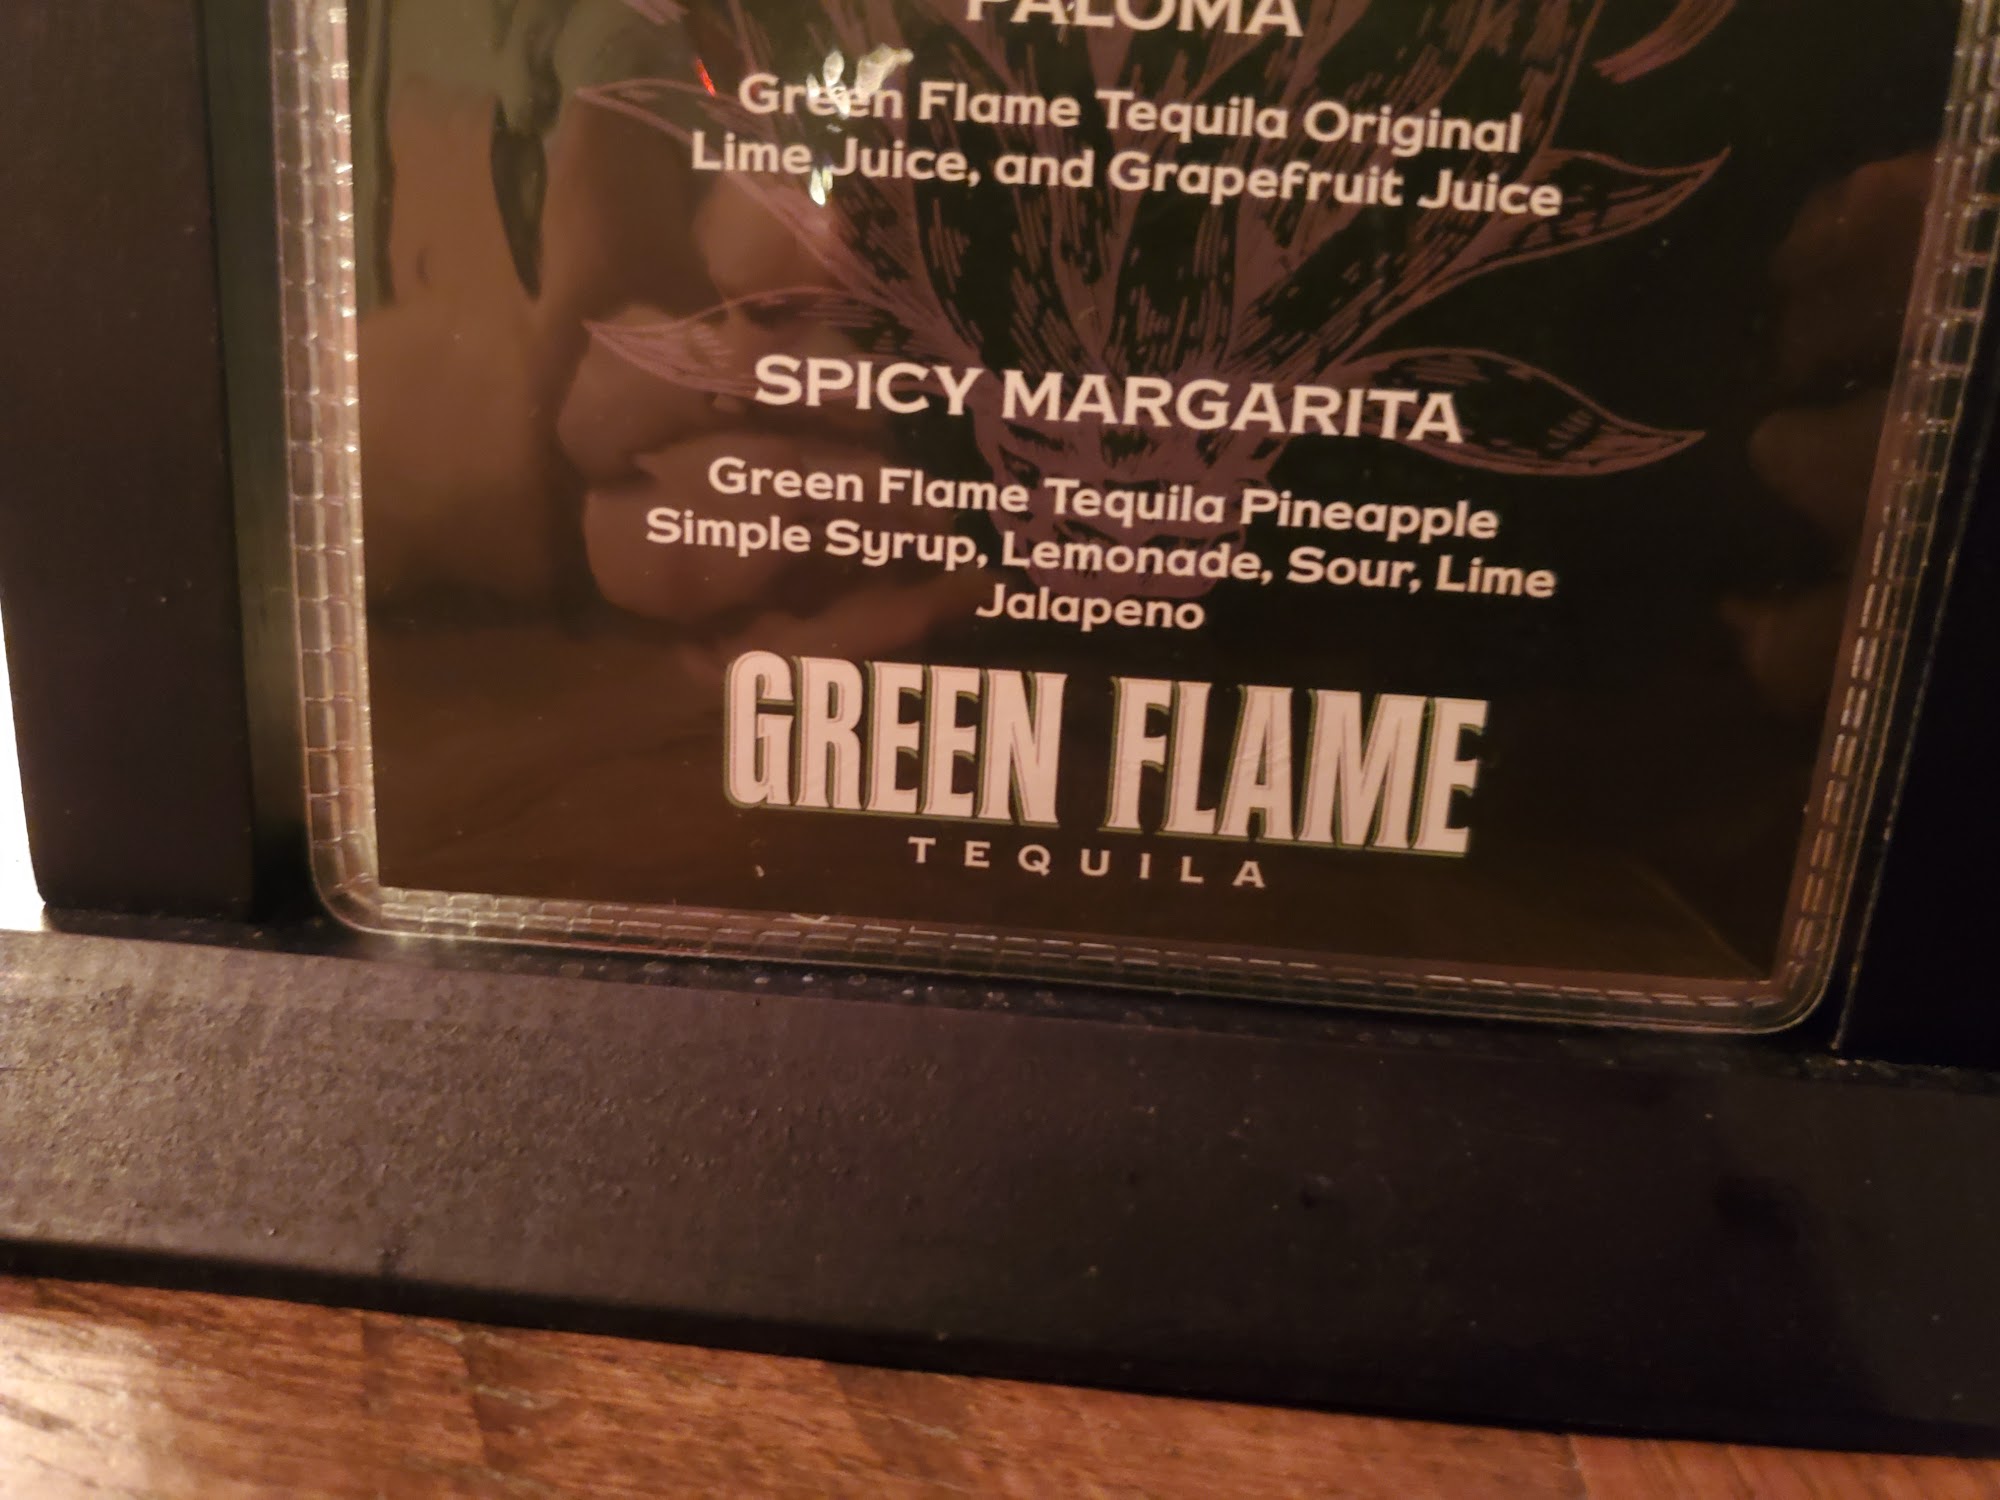 PALOMA
Green Flame Tequila Original
Lime Juice, and Grapefruit Juice
SPICY MARGARITA
Green Flame Tequila Pineapple
Simple Syrup, Lemonade, Sour, Lime
Jalapeno
GREEN FLAME
TEQUILA